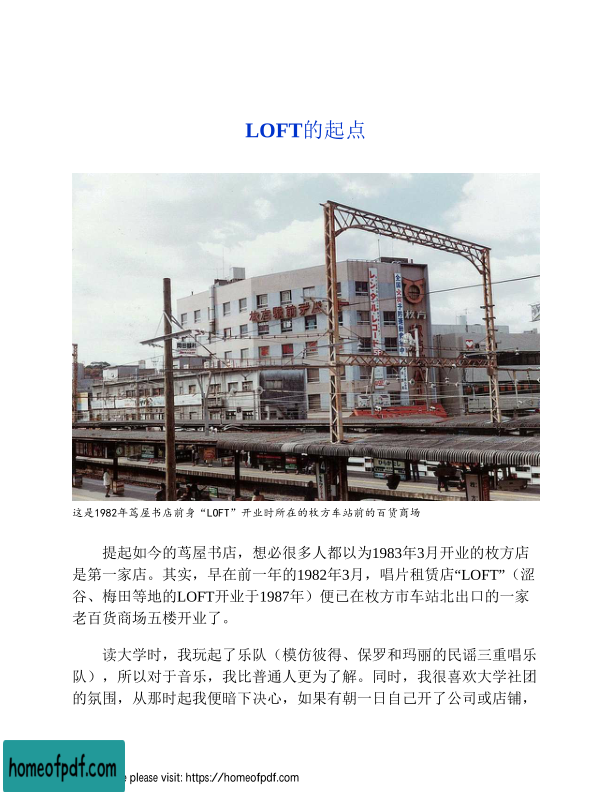 LOFT的起点
枚方
这是1982年茑屋书店前身“LOFT”开业时所在的枚方车站前的百货商场
提起如今的茑屋书店，想必很多人都以为1983年3月开业的枚方店
是第一家店。其实，早在前一年的1982年3月，唱片租赁店“LOFT”（涩
谷、梅田等地的LOFT开业于1987年）便已在枚方市车站北出口的一家
老百货商场五楼开业了。
读大学时，我玩起了乐队（模仿彼得、保罗和玛丽的民谣三重唱乐
队），所以对于音乐，我比普通人更为了解。同时，我很喜欢大学社团
的氛围，从那时起我便暗下决心，如果有朝一日自己开了公司或店铺，
homeofpdf.com
e please visit: https://homeofpdf.com